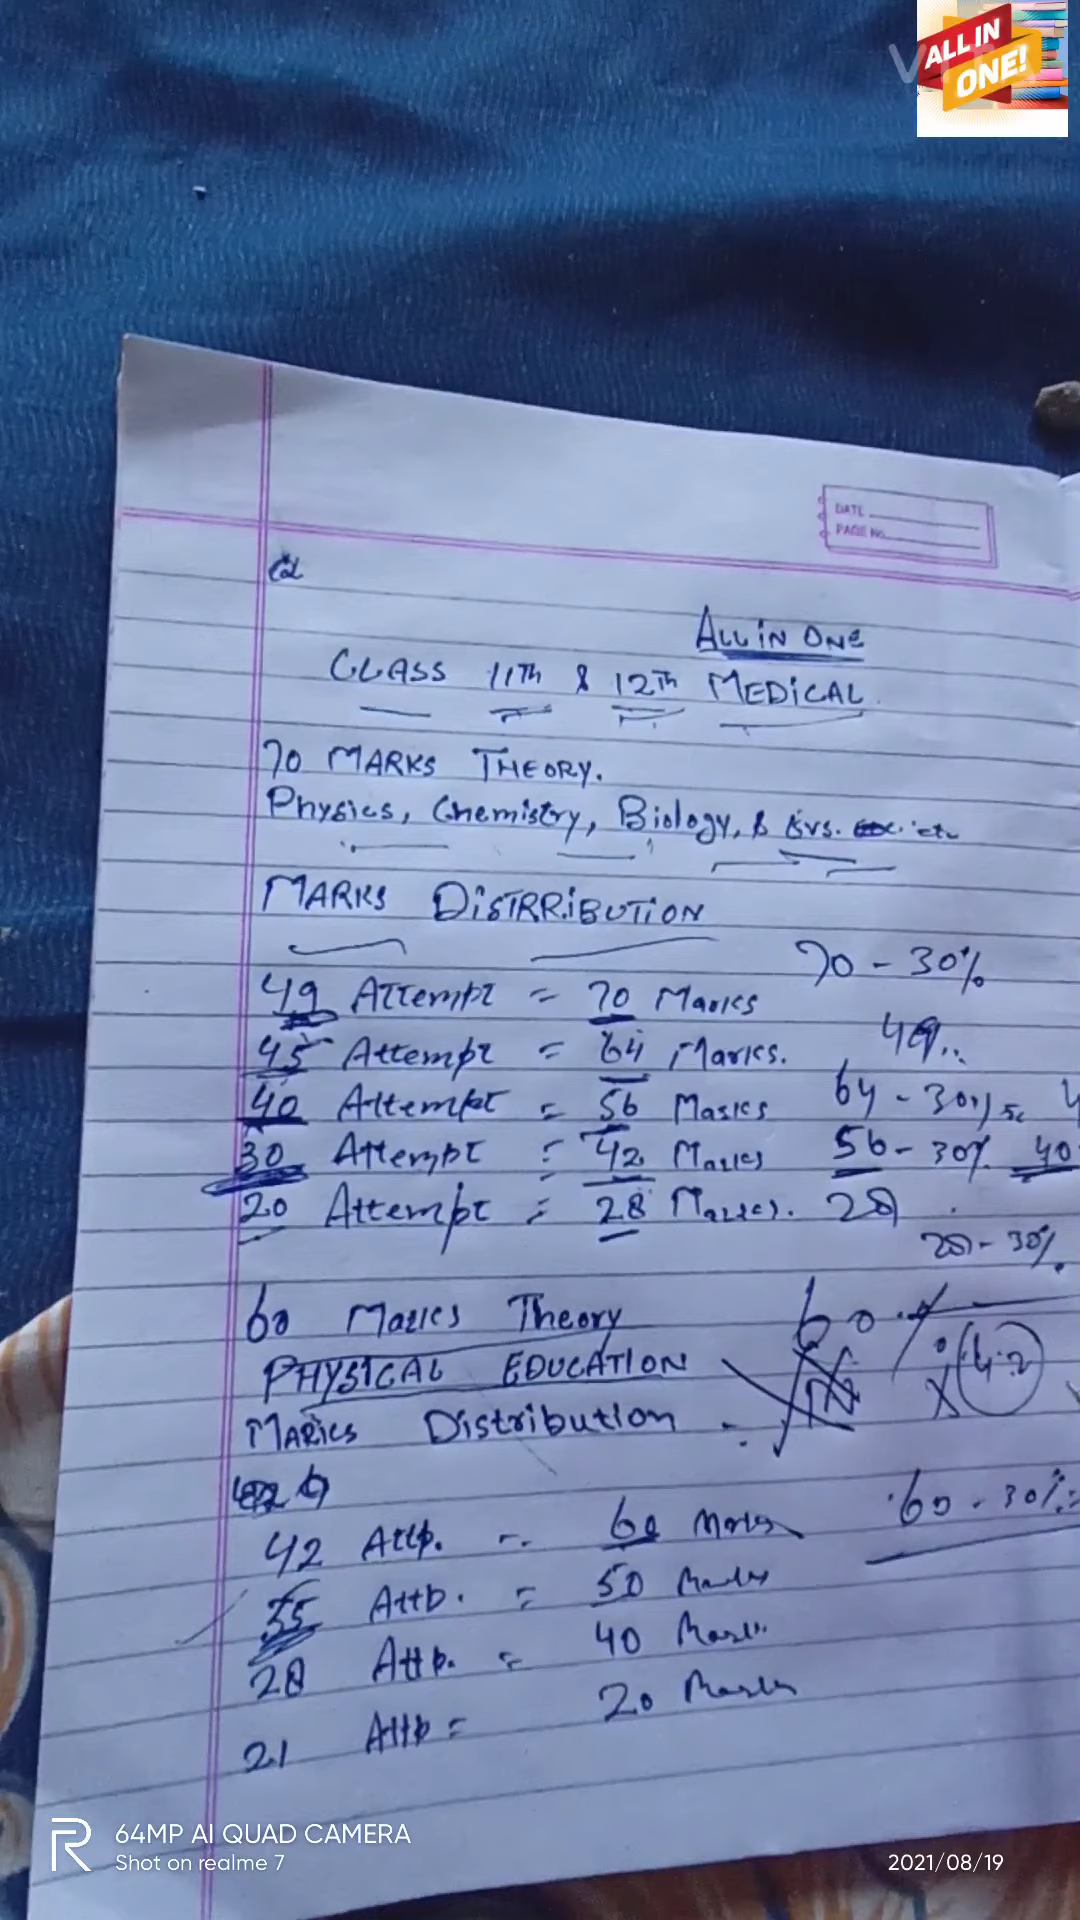 ALL IN
ONE!
DATE
PAGE No.
ALL IN ONE
CLASS 11TH & 12TH MEDICAL.
70 MARKS THEORY.
Physics, Chemistry, Biology, & Evs. etc
MARKS DISTRRIBUTION
70 - 30%
49 Attempt = 70 Marks
49..
45 Attempt = 64 Marks.
64 - 30%
40 Attempt = 56 Marks
56 - 30% 40
30 Attempt = 42 Marks
20 Attempt = 28 Marks. 28
28 - 30%.
60 Marks Theory
60
PHYSICAL EDUCATION
4.2
MARKS Distribution
60 - 30% =
42 Attp. = 60 Marks
35 Attp. = 50 Marks
28 Attp. = 40 Marks
21 Attp = 20 Marks
64MP AI QUAD CAMERA
Shot on realme 7
2021/08/19